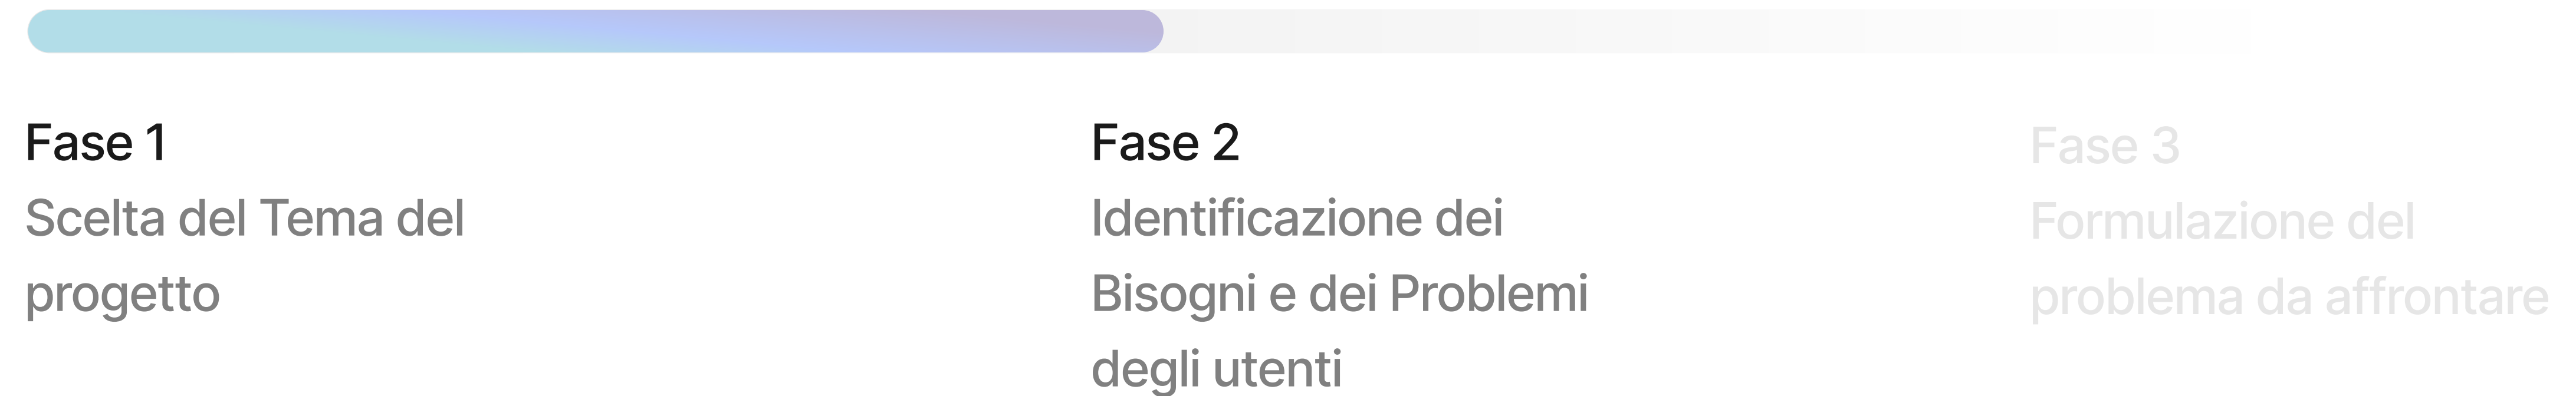 Fase 1
Scelta del Tema del
progetto
Fase 2
Identificazione dei
Bisogni e dei Problemi
degli utenti
Fase 3
Formulazione del
problema da affrontare